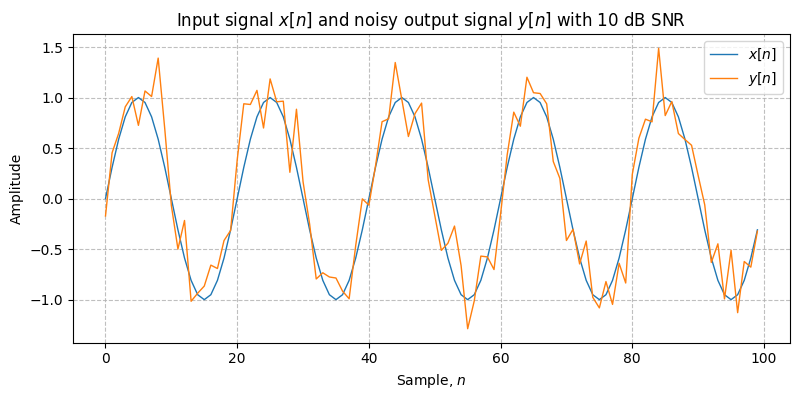 Input signal x[n] and noisy output signal y[n] with 10 dB SNR
x[n]
y[n]
Amplitude
1.5
1.0
0.5
0.0
−0.5
−1.0
0 20 40 60 80 100
Sample, n